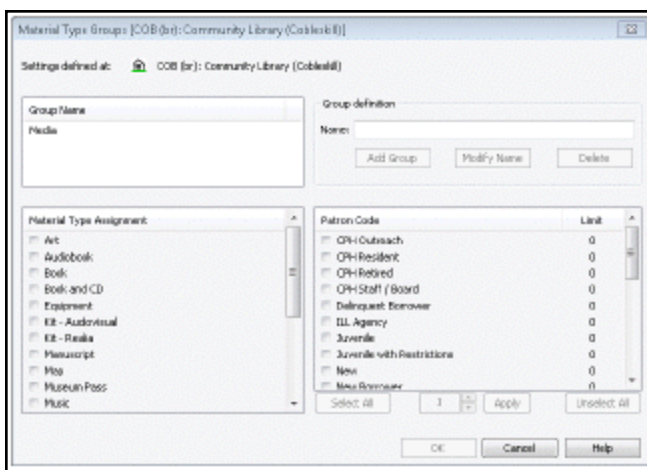 Material Type Groups [COB (br): Community Library (Cobleskill)]
Settings defined at: COB (br): Community Library (Cobleskill)
Group Name
Media
Group definition
Name:
Add Group Modify Name Delete
Material Type Assignment
Art
Audiobook
Book
Book and CD
Equipment
Kit - Audiovisual
Kit - Realia
Manuscript
Map
Museum Pass
Music
Patron Code Limit
CPH Outreach 0
CPH Resident 0
CPH Retired 0
CPH Staff / Board 0
Delinquent Borrower 0
ILL Agency 0
Juvenile 0
Juvenile with Restrictions 0
New 0
New Borrower 0
Select All 1 Apply Unselect All
OK Cancel Help